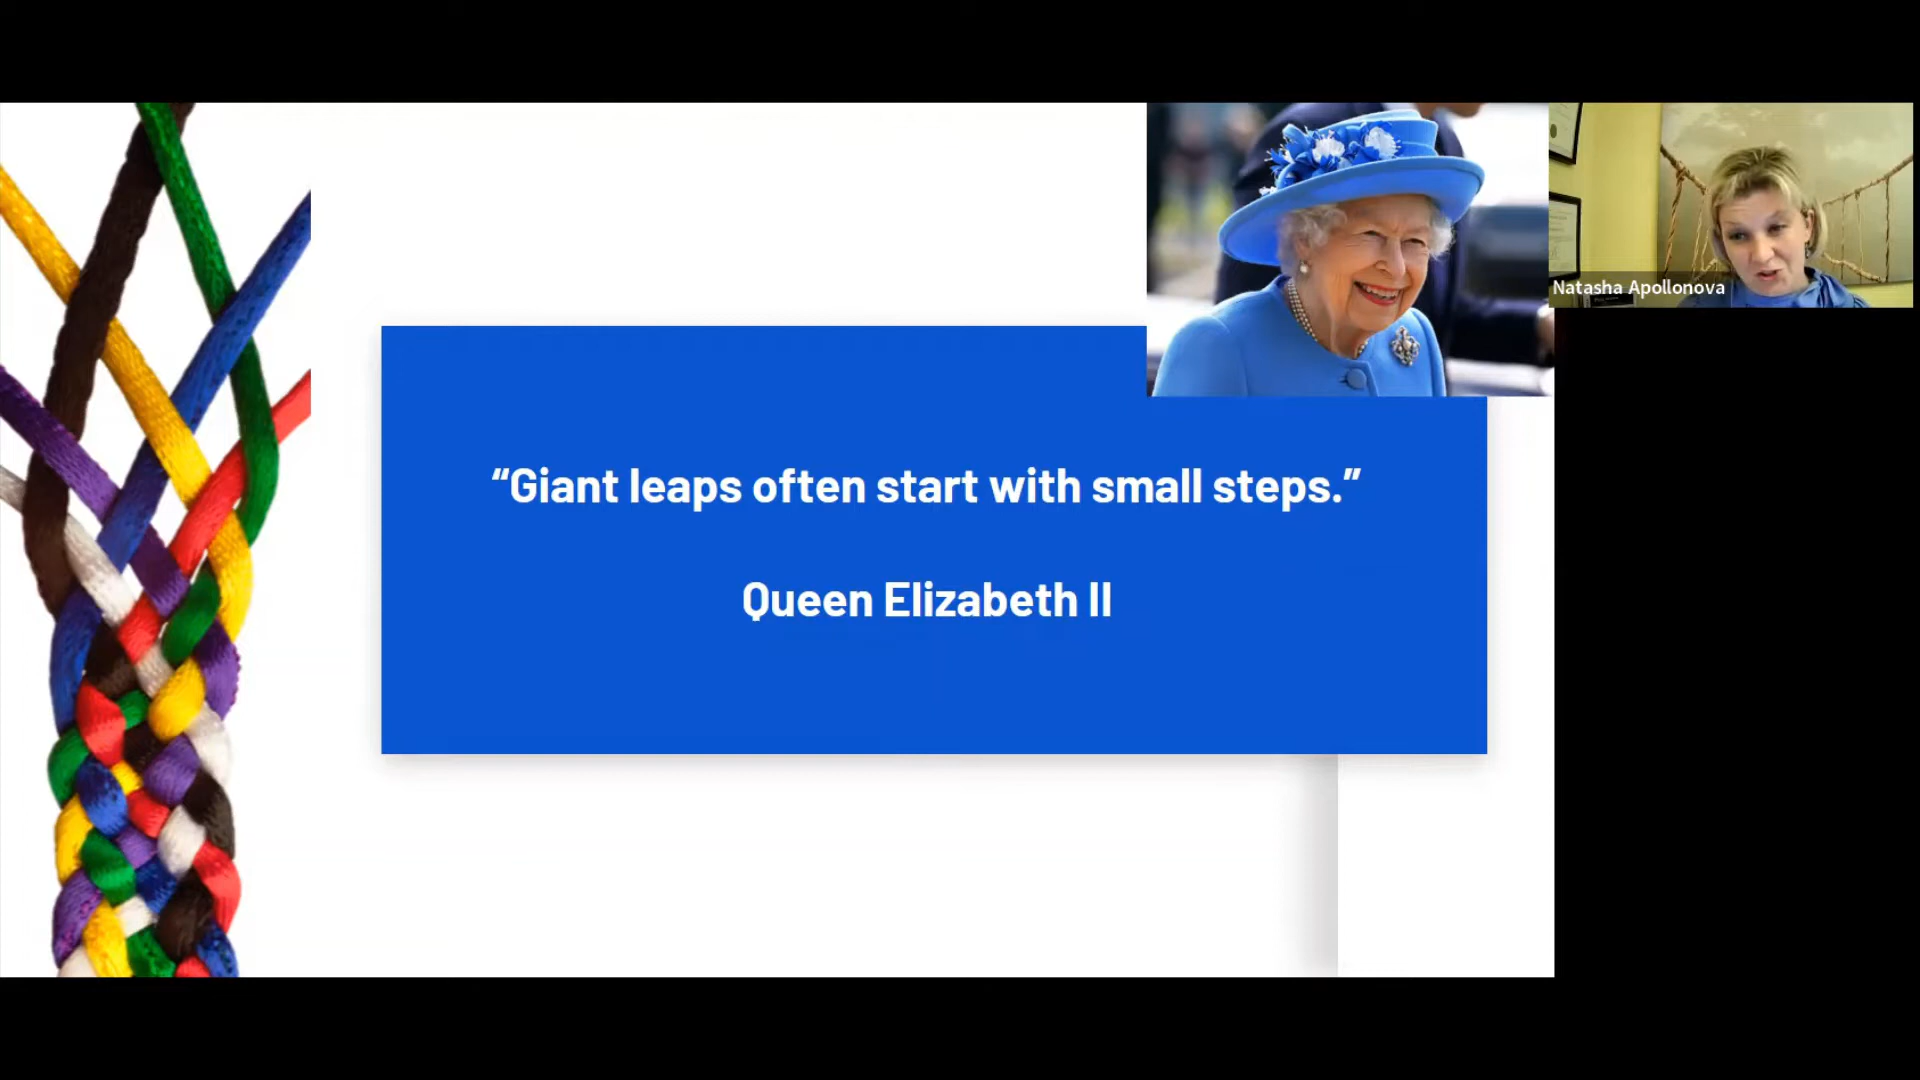 “Giant leaps often start with small steps.”
Queen Elizabeth II
Natasha Apollonova